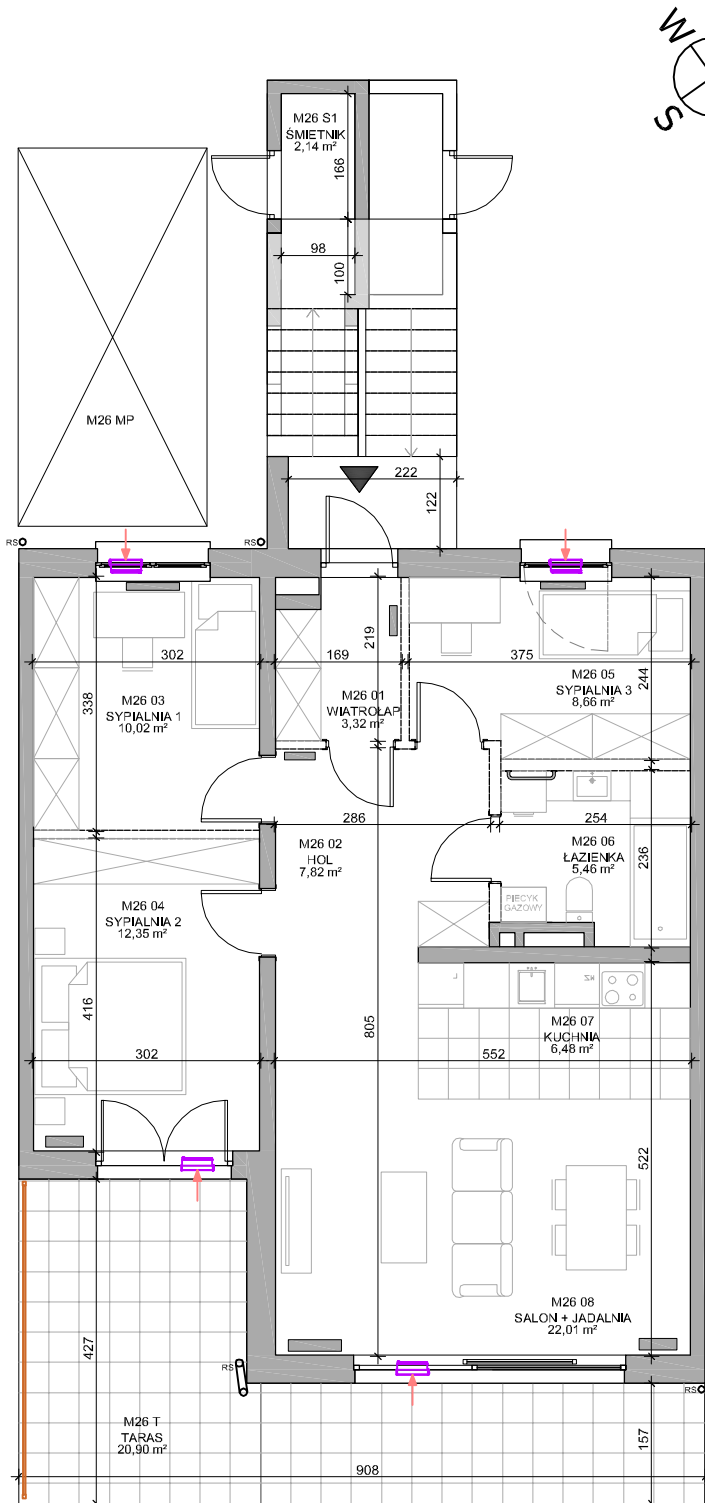 W
S
M26 S1
ŚMIETNIK
2,14 m²
166
98
100
M26 MP
222
122
RS
RS
302
338
M26 03
SYPIALNIA 1
10,02 m²
169
219
M26 01
WIATROŁAP
3,32 m²
375
M26 05
SYPIALNIA 3
8,66 m²
244
286
254
M26 02
HOL
7,82 m²
M26 06
ŁAZIENKA
5,46 m²
236
PIECYK
GAZOWY
M26 04
SYPIALNIA 2
12,35 m²
416
302
805
L
ZM
M26 07
KUCHNIA
6,48 m²
552
522
M26 08
SALON + JADALNIA
22,01 m²
427
RS
RS
M26 T
TARAS
20,90 m²
157
908